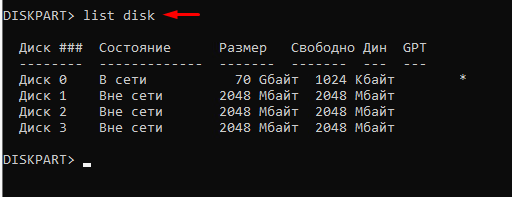 DISKPART> list disk
Диск ### Состояние Размер Свободно Дин GPT
-------- ------------- ------- ------- --- ---
Диск 0 В сети 70 Gбайт 1024 Kбайт *
Диск 1 Вне сети 2048 Mбайт 2048 Mбайт
Диск 2 Вне сети 2048 Mбайт 2048 Mбайт
Диск 3 Вне сети 2048 Mбайт 2048 Mбайт
DISKPART> _